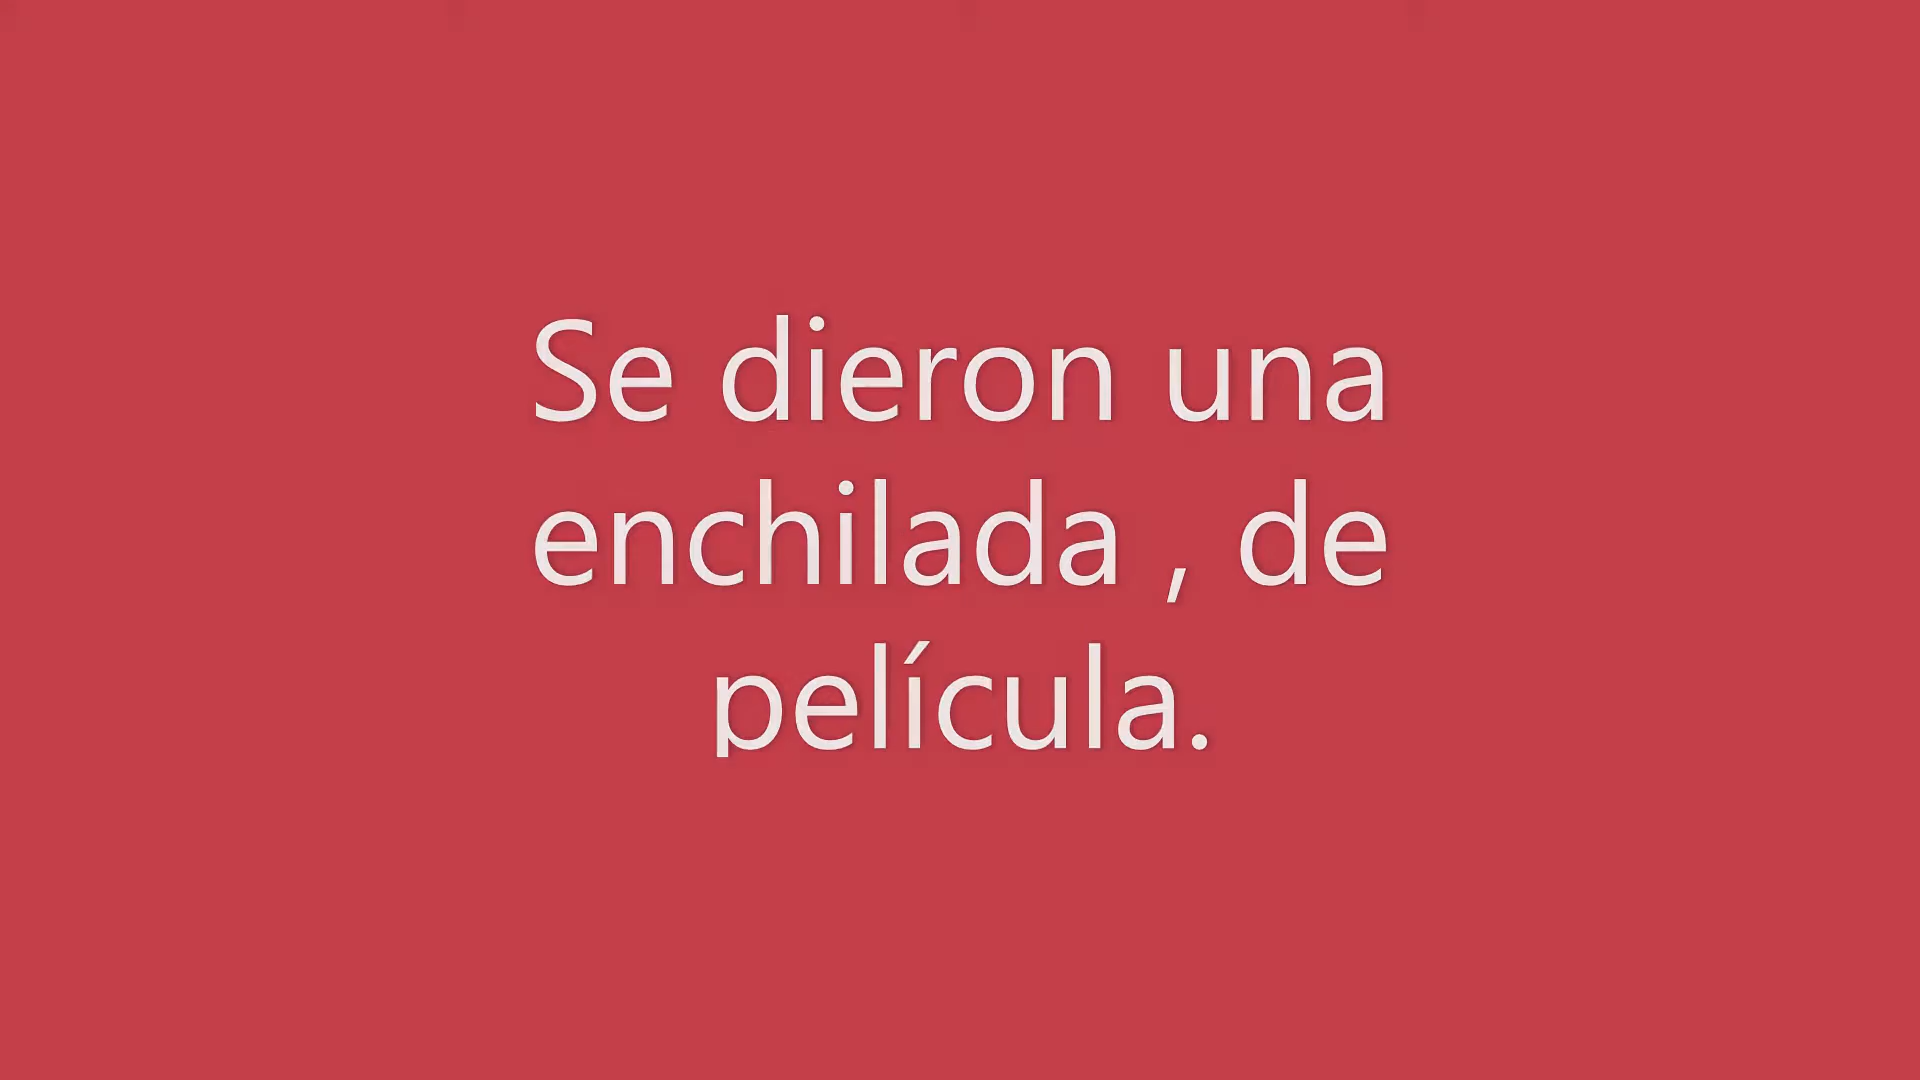 Se dieron una
enchilada , de
película.